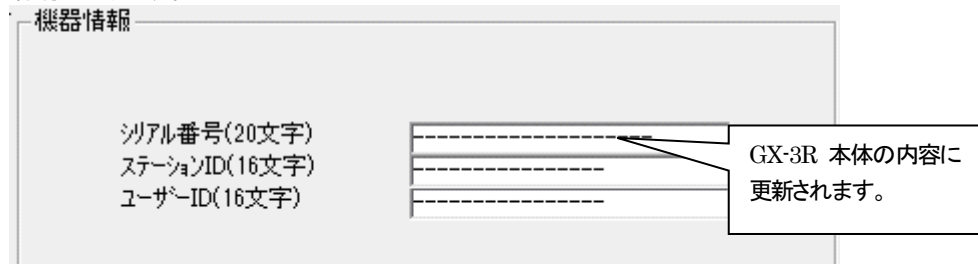 機器情報
シリアル番号(20文字)
--------------------
ステーションID(16文字)
----------------
ユーザーID(16文字)
----------------
GX-3R 本体の内容に
更新されます。